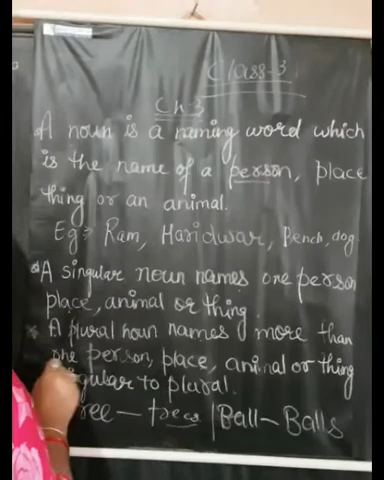 Class-3
Ch-3
A noun is a naming word which
is the name of a person, place
thing or an animal.
Eg:- Ram, Haridwar, Bench, dog.
A singular noun names one person
place, animal or thing
* A plural noun names more than
one person, place, animal or thing
to plural.
trees | Ball - Balls